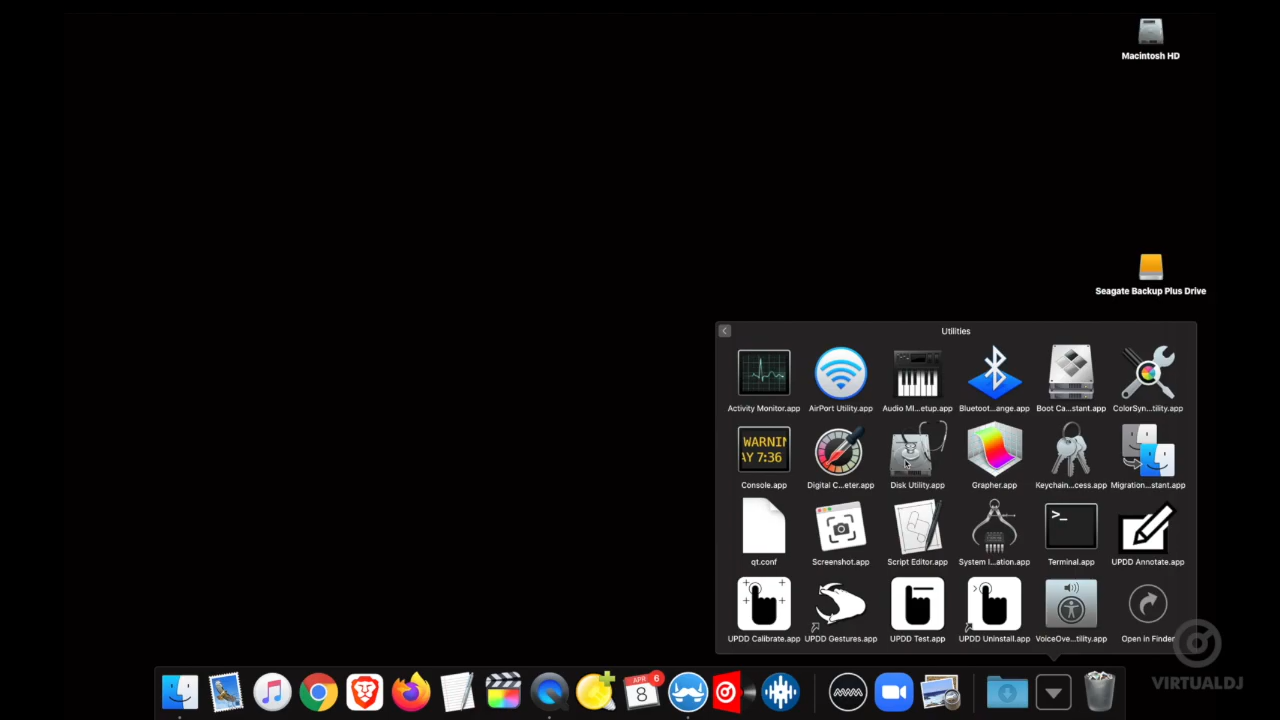 Macintosh HD
Seagate Backup Plus Drive
Utilities
Activity Monitor.app
AirPort Utility.app
Audio MI...etup.app
Bluetoot...ange.app
Boot Ca...stant.app
ColorSyn...tility.app
WARNIN
AY 7:36
Console.app
Digital C...eter.app
Disk Utility.app
Grapher.app
Keychain...cess.app
Migration...stant.app
qt.conf
Screenshot.app
Script Editor.app
System I...ation.app
>_
Terminal.app
UPDD Annotate.app
UPDD Calibrate.app
UPDD Gestures.app
UPDD Test.app
UPDD Uninstall.app
VoiceOve...tility.app
Open in Finder
APR
8
6
VIRTUALDJ